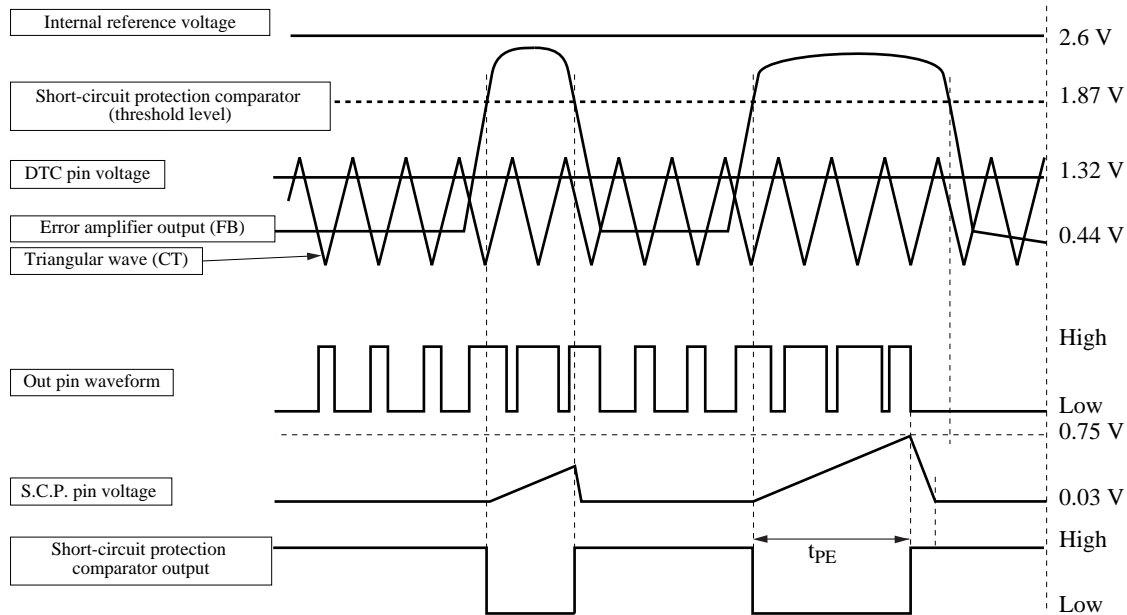 Internal reference voltage
2.6 V
Short-circuit protection comparator
(threshold level)
1.87 V
DTC pin voltage
1.32 V
Error amplifier output (FB)
0.44 V
Triangular wave (CT)
High
Out pin waveform
Low
0.75 V
S.C.P. pin voltage
0.03 V
Short-circuit protection
comparator output
High
tPE
Low